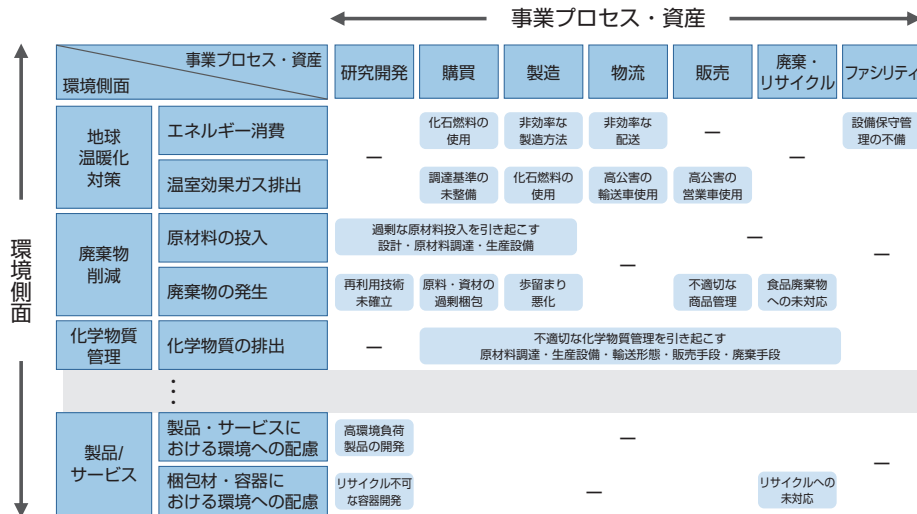 事業プロセス・資産
事業プロセス・資産
環境側面
研究開発
購買
製造
物流
販売
廃棄・
リサイクル
ファシリティ
環境側面
地球
温暖化
対策
エネルギー消費
化石燃料の
使用
非効率な
製造方法
非効率な
配送
—
設備保守管
理の不備
—
—
温室効果ガス排出
調達基準の
未整備
化石燃料の
使用
高公害の
輸送車使用
高公害の
営業車使用
廃棄物
削減
原材料の投入
過剰な原材料投入を引き起こす
設計・原材料調達・生産設備
—
—
—
廃棄物の発生
再利用技術
未確立
原料・資材の
過剰梱包
歩留まり
悪化
不適切な
商品管理
食品廃棄物
への未対応
化学物質
管理
化学物質の排出
—
不適切な化学物質管理を引き起こす
原材料調達・生産設備・輸送形態・販売手段・廃棄手段
⋮
製品/
サービス
製品・サービスに
おける環境への配慮
高環境負荷
製品の開発
—
—
梱包材・容器に
おける環境への配慮
リサイクル不可
な容器開発
—
リサイクルへの
未対応